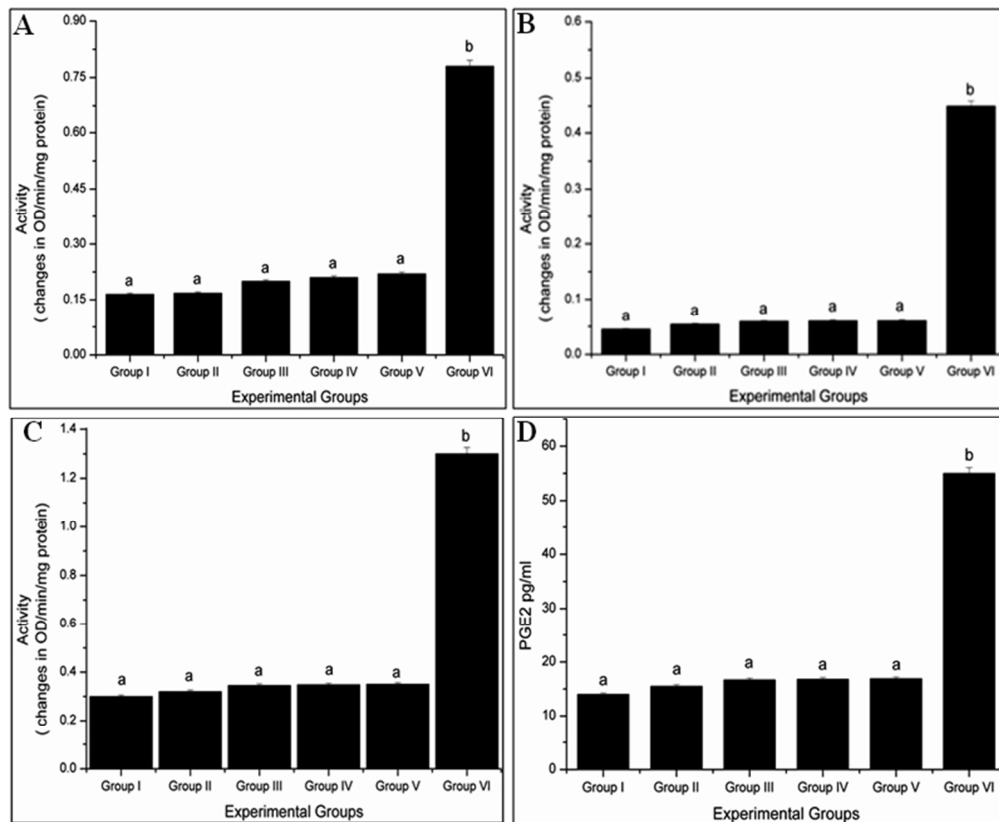 A
0.90
0.75
0.60
0.45
0.30
0.15
0.00
Activity
( changes in OD/min/mg protein)
a
a
a
a
a
b
Group I
Group II
Group III
Group IV
Group V
Group VI
Experimental Groups
B
0.6
0.5
0.4
0.3
0.2
0.1
0.0
Activity
( changes in OD/min/mg protein)
a
a
a
a
a
b
Group I
Group II
Group III
Group IV
Group V
Group VI
Experimental Groups
C
1.4
1.2
1.0
0.8
0.6
0.4
0.2
0.0
Activity
( changes in OD/min/mg protein)
a
a
a
a
a
b
Group I
Group II
Group III
Group IV
Group V
Group VI
Experimental Groups
D
60
50
40
30
20
10
0
PGE2 pg/ml
a
a
a
a
a
b
Group I
Group II
Group III
Group IV
Group V
Group VI
Experimental Groups